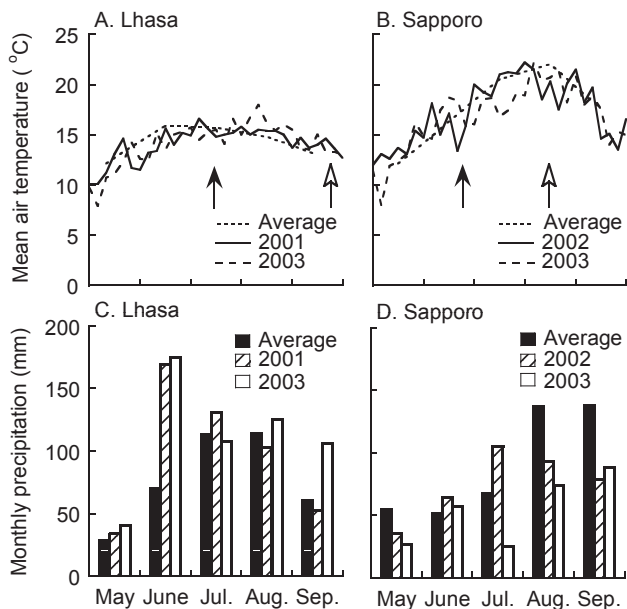 A. Lhasa
B. Sapporo
Mean air temperature ( °C)
25
20
15
10
5
0
Average
2001
2003
Average
2002
2003
C. Lhasa
D. Sapporo
Monthly precipitation (mm)
200
150
100
50
0
Average
2001
2003
Average
2002
2003
May June Jul. Aug. Sep.
May June Jul. Aug. Sep.